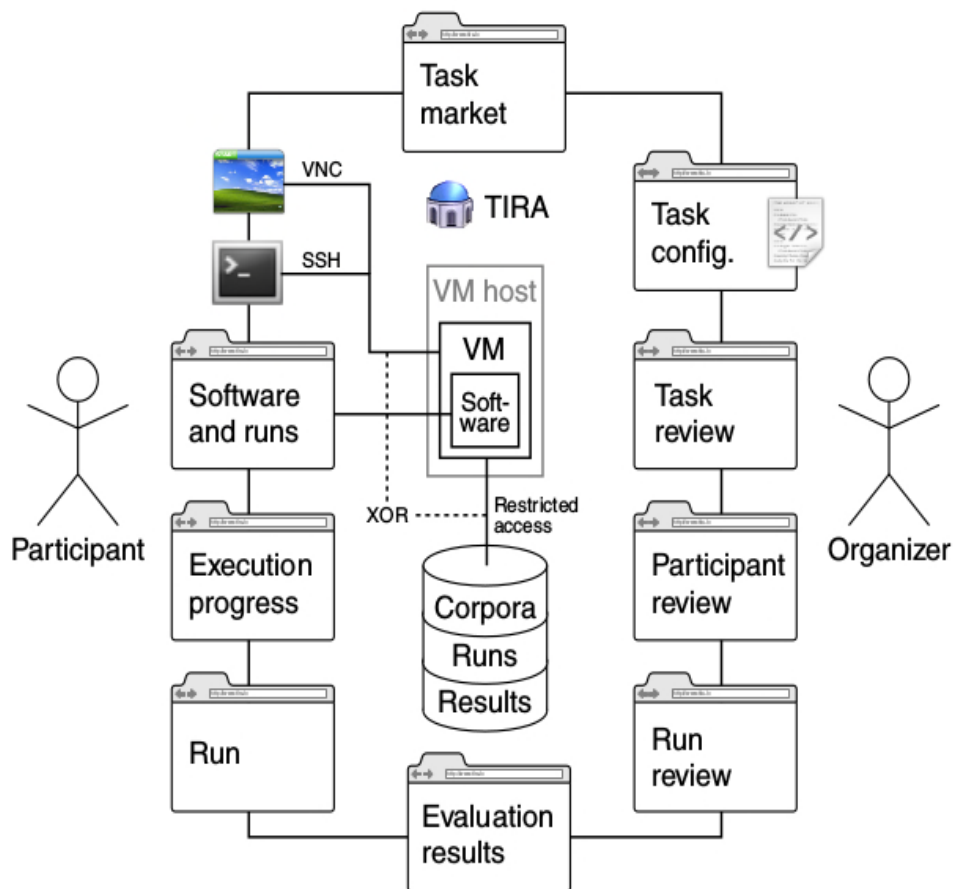 Task
market
VNC
TIRA
Task
config.
</>
>_
SSH
VM host
VM
Soft-
ware
Software
and runs
Task
review
XOR
Restricted
access
Participant
Organizer
Execution
progress
Participant
review
Corpora
Runs
Results
Run
Run
review
Evaluation
results